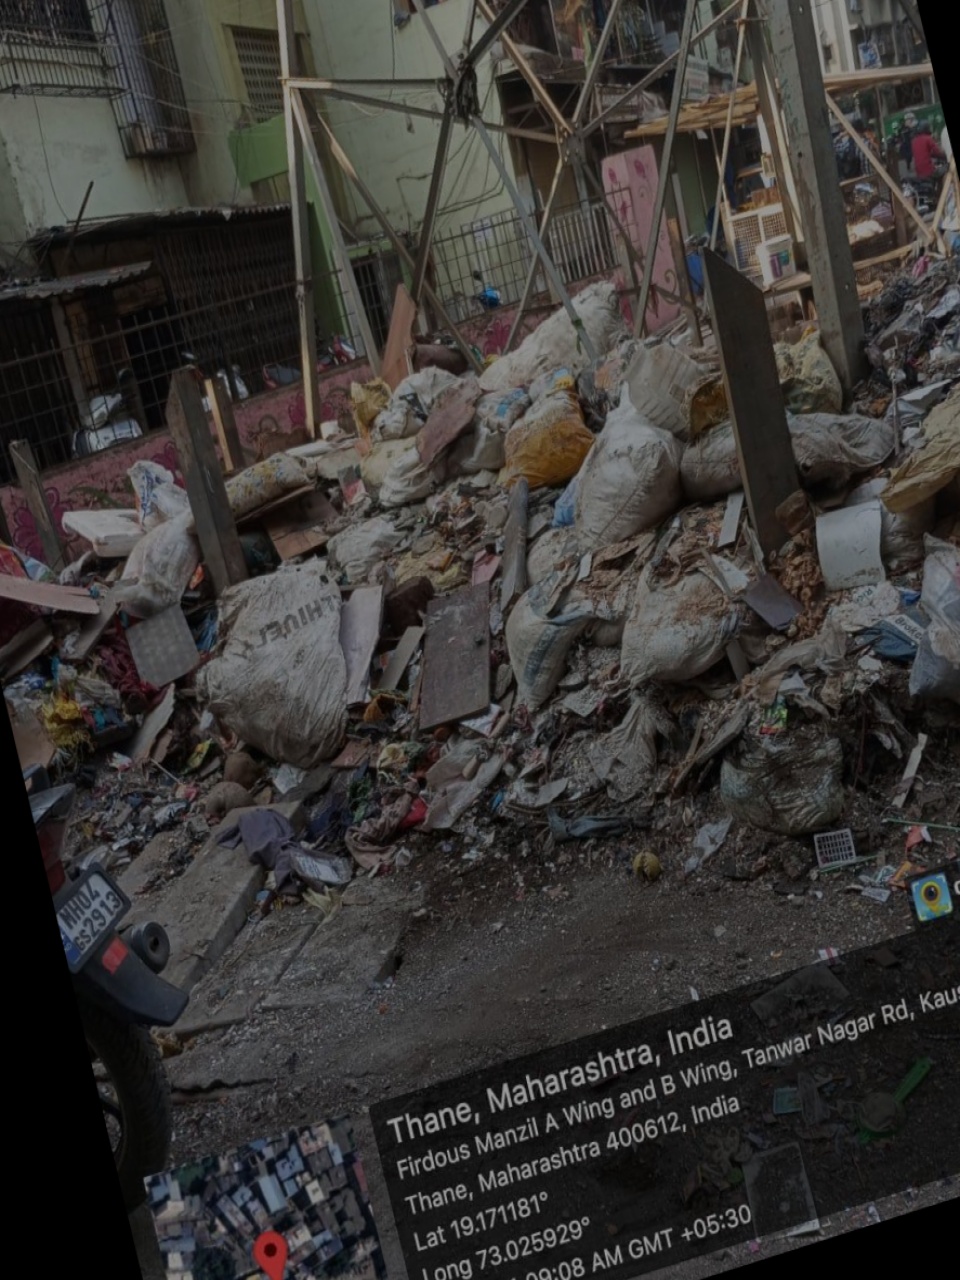 MH04
GS2913
Thane, Maharashtra, India
Firdous Manzil A Wing and B Wing, Tanwar Nagar Rd,
Thane, Maharashtra 400612, India
Lat 19.171181°
Long 73.025929°
09:08 AM GMT +05:30